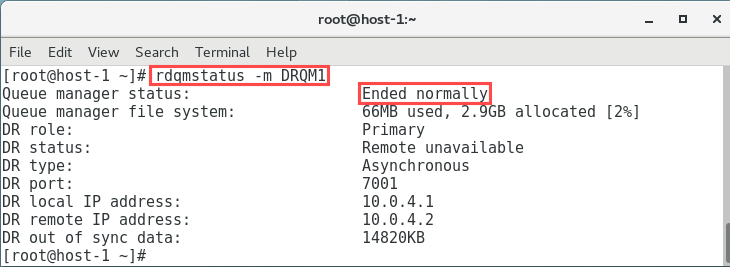 root@host-1:~
File Edit View Search Terminal Help
[root@host-1 ~]# rdqmstatus -m DRQM1
Queue manager status: Ended normally
Queue manager file system: 66MB used, 2.9GB allocated [2%]
DR role: Primary
DR status: Remote unavailable
DR type: Asynchronous
DR port: 7001
DR local IP address: 10.0.4.1
DR remote IP address: 10.0.4.2
DR out of sync data: 14820KB
[root@host-1 ~]#